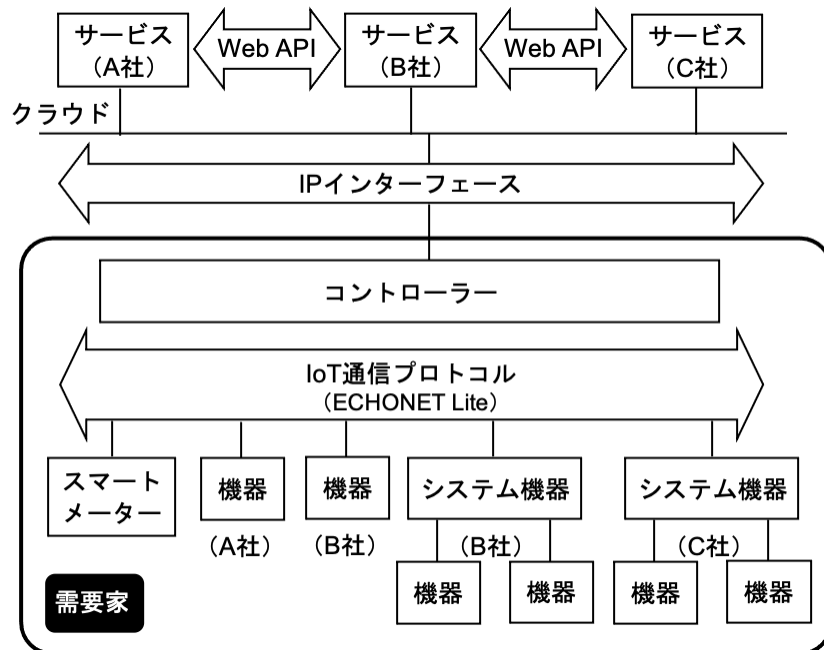 サービス
（A社）
Web API
サービス
（B社）
Web API
サービス
（C社）
クラウド
IPインターフェース
コントローラー
IoT通信プロトコル
（ECHONET Lite）
スマート
メーター
機器
（A社）
機器
（B社）
システム機器
（B社）
機器
機器
システム機器
（C社）
機器
機器
需要家